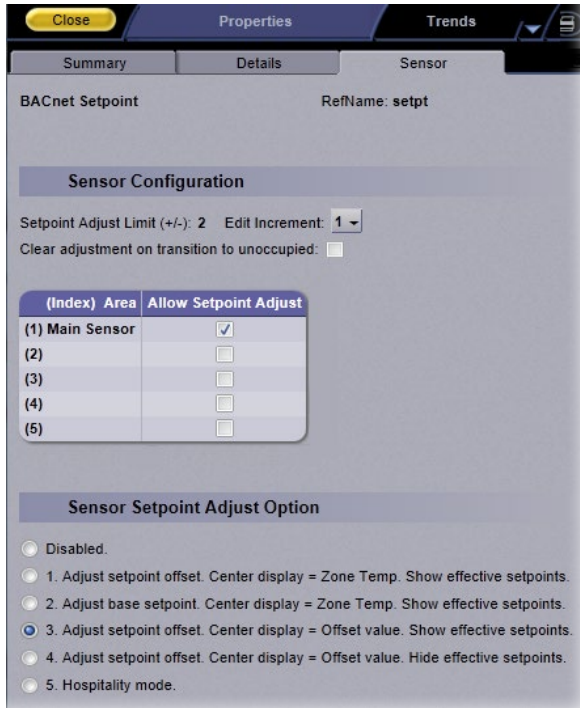 Close Properties Trends
Summary Details Sensor
BACnet Setpoint RefName: setpt
Sensor Configuration
Setpoint Adjust Limit (+/-): 2 Edit Increment: 1
Clear adjustment on transition to unoccupied:
(Index) Area Allow Setpoint Adjust
(1) Main Sensor
(2)
(3)
(4)
(5)
Sensor Setpoint Adjust Option
Disabled.
1. Adjust setpoint offset. Center display = Zone Temp. Show effective setpoints.
2. Adjust base setpoint. Center display = Zone Temp. Show effective setpoints.
3. Adjust setpoint offset. Center display = Offset value. Show effective setpoints.
4. Adjust setpoint offset. Center display = Offset value. Hide effective setpoints.
5. Hospitality mode.